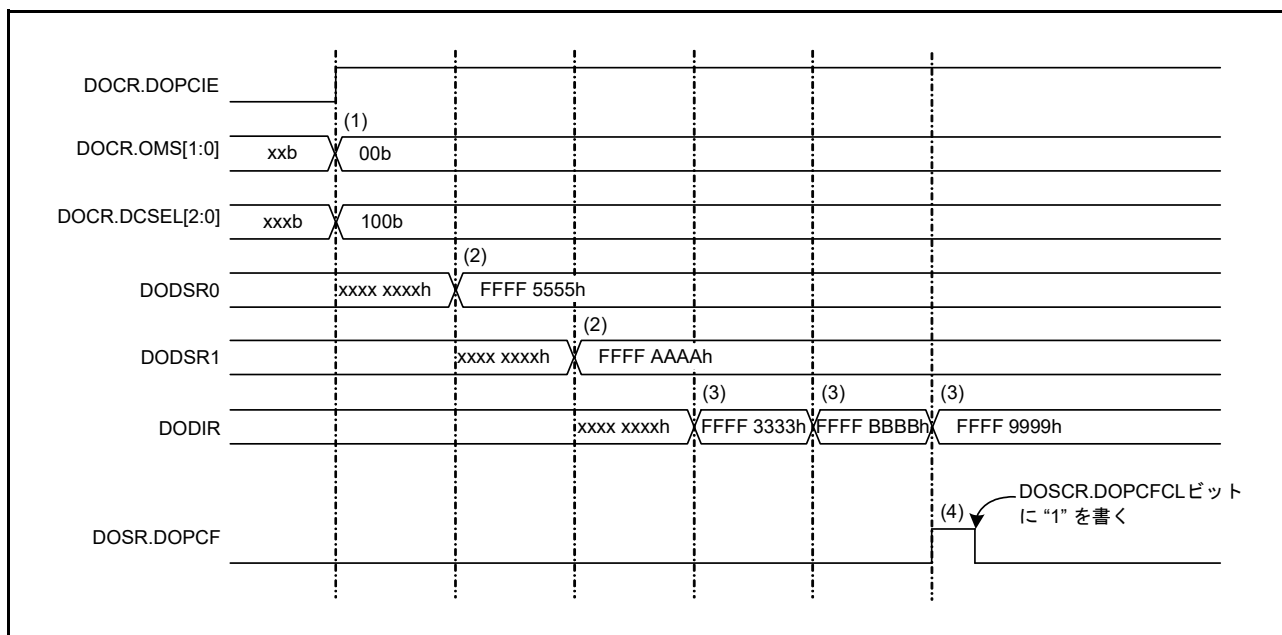 DOCR.DOPCIE
(1)
DOCR.OMS[1:0]
xxb
00b
DOCR.DCSEL[2:0]
xxxb
100b
(2)
DODSR0
xxxx xxxxh
FFFF 5555h
(2)
DODSR1
xxxx xxxxh
FFFF AAAAh
(3)
(3)
(3)
DODIR
xxxx xxxxh
FFFF 3333h
FFFF BBBBh
FFFF 9999h
DOSCR.DOPCFCLビット
に “1” を書く
(4)
DOSR.DOPCF